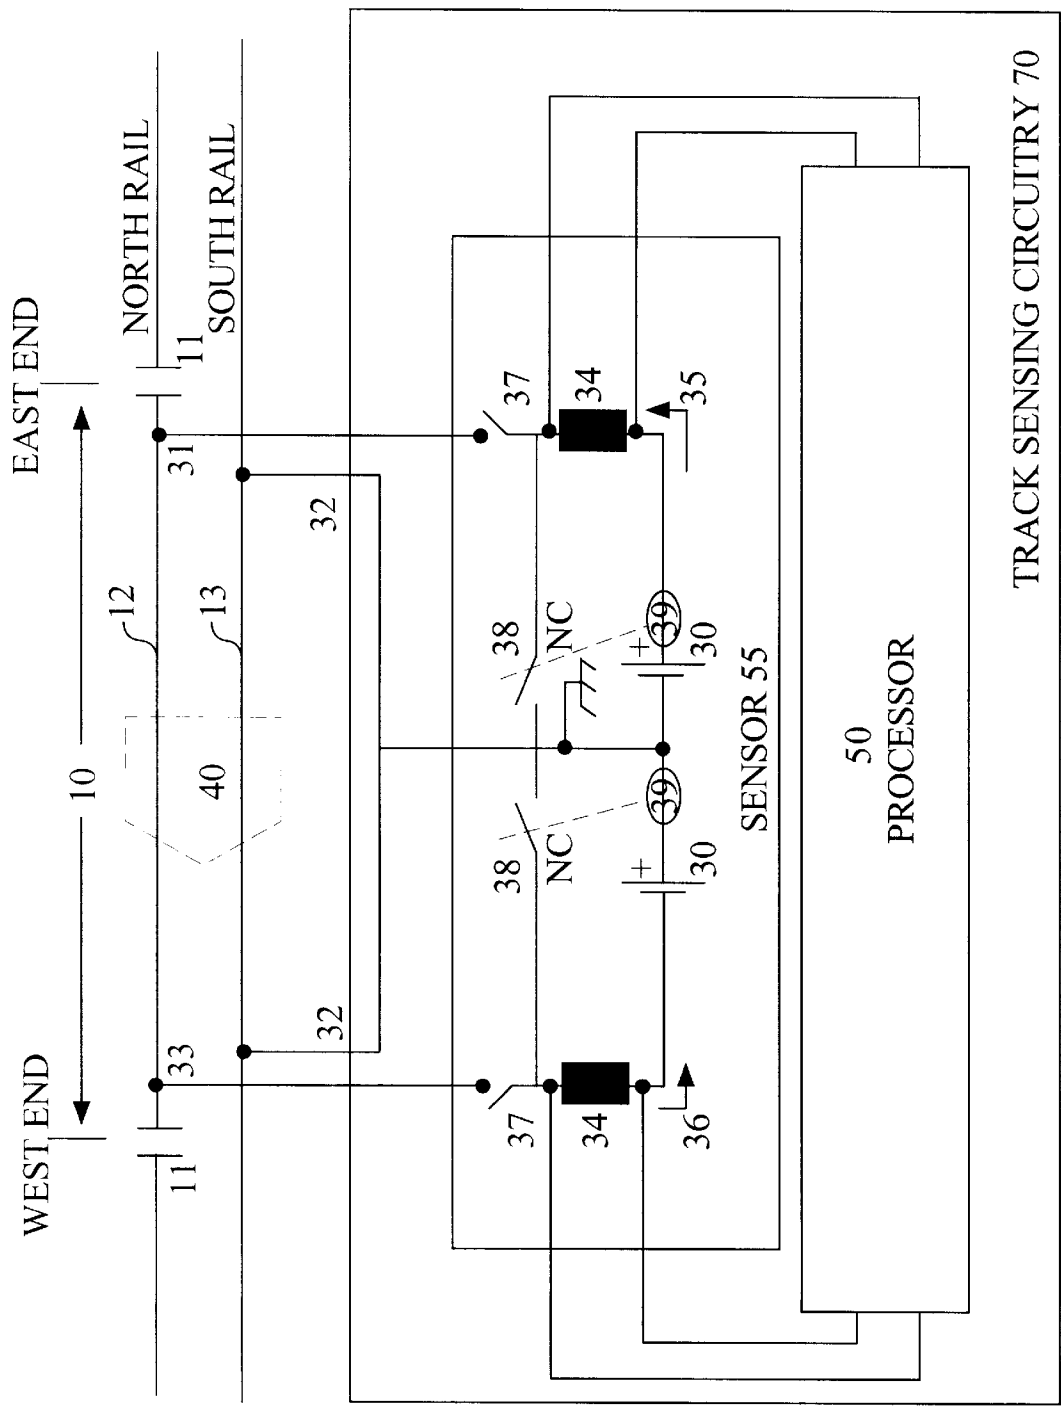 WEST END
10
EAST END
11
33
12
31
11
NORTH RAIL
40
13
SOUTH RAIL
32
32
37
38
38
37
NC
NC
34
34
39
39
+
+
36
30
30
35
SENSOR 55
50
PROCESSOR
TRACK SENSING CIRCUITRY 70